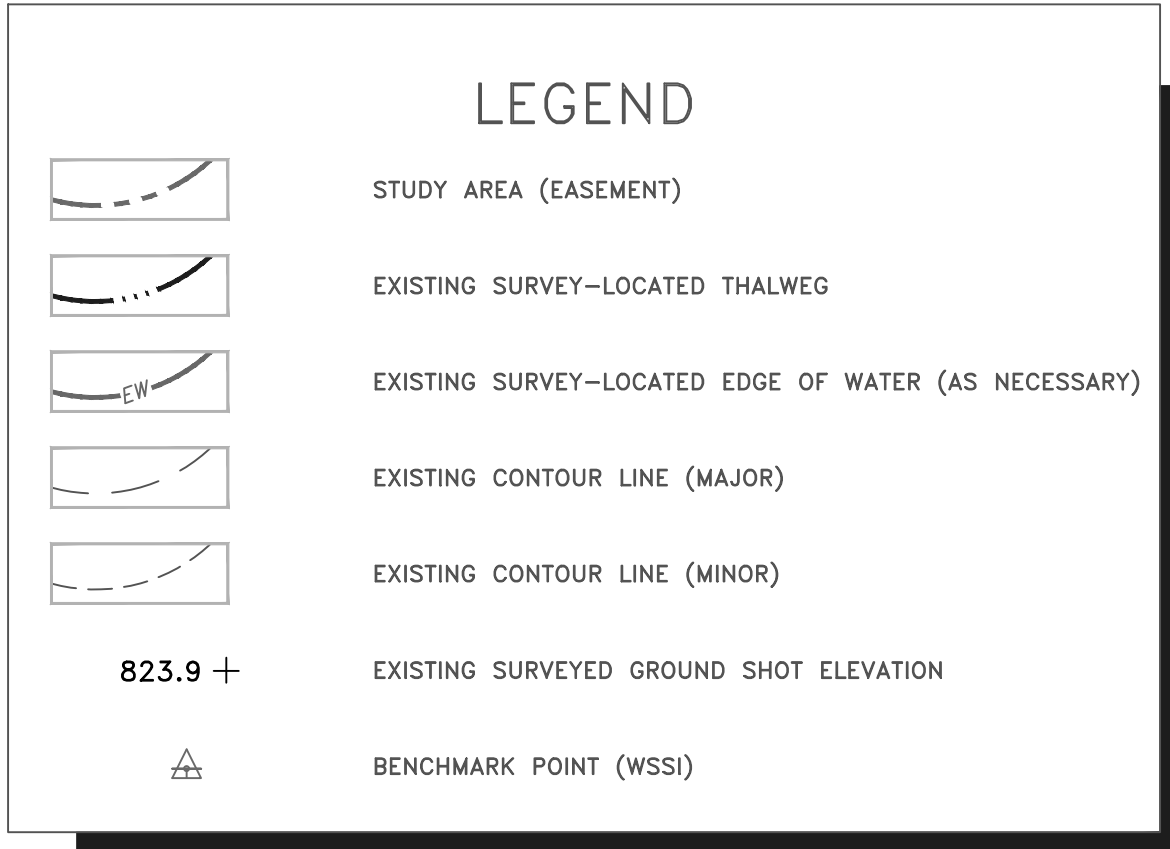 LEGEND
STUDY AREA (EASEMENT)
EXISTING SURVEY-LOCATED THALWEG
EW EXISTING SURVEY-LOCATED EDGE OF WATER (AS NECESSARY)
EXISTING CONTOUR LINE (MAJOR)
EXISTING CONTOUR LINE (MINOR)
823.9 + EXISTING SURVEYED GROUND SHOT ELEVATION
BENCHMARK POINT (WSSI)